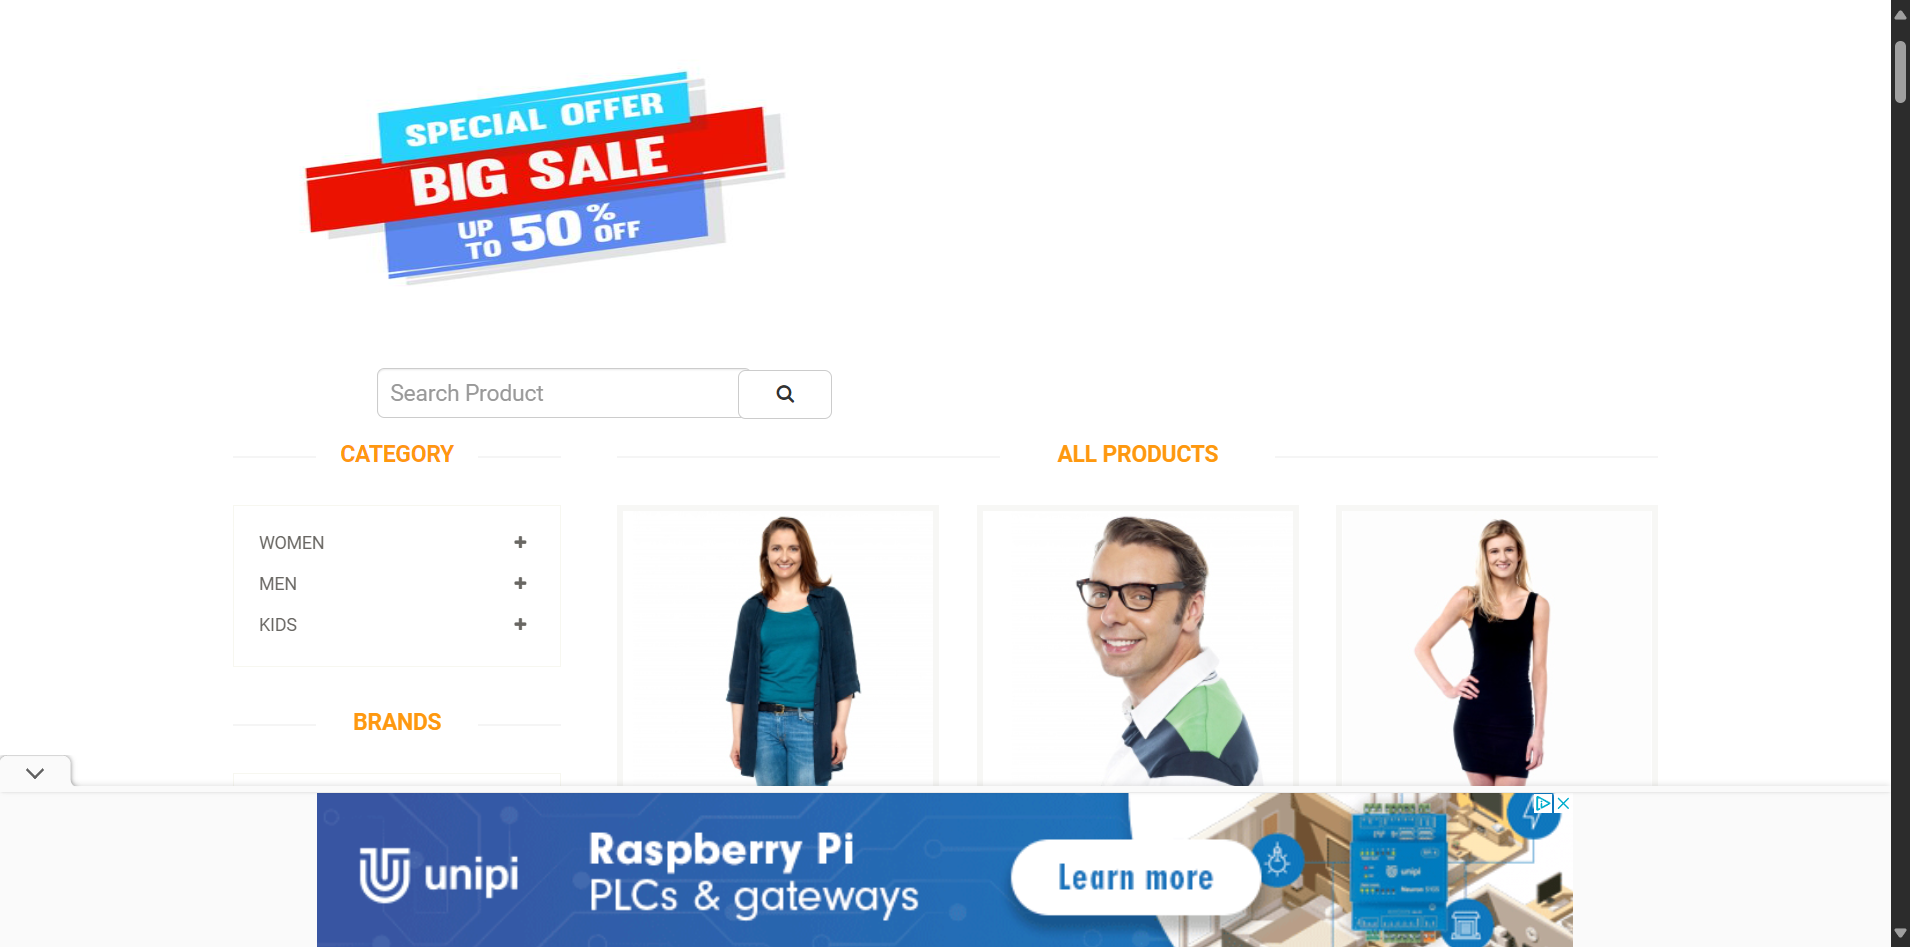 SPECIAL OFFER
BIG SALE
UP TO 50% OFF
Search Product
CATEGORY
ALL PRODUCTS
WOMEN
MEN
KIDS
BRANDS
unipi
Raspberry Pi
PLCs & gateways
Learn more
unipi